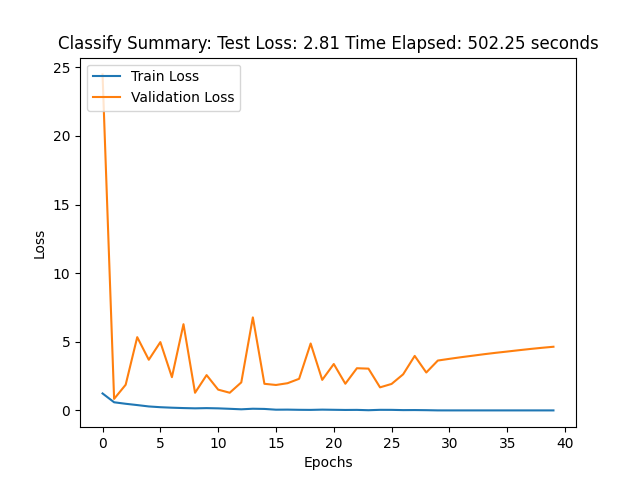 Classify Summary: Test Loss: 2.81 Time Elapsed: 502.25 seconds
Train Loss
Validation Loss
25
20
15
10
5
0
Loss
0 5 10 15 20 25 30 35 40
Epochs